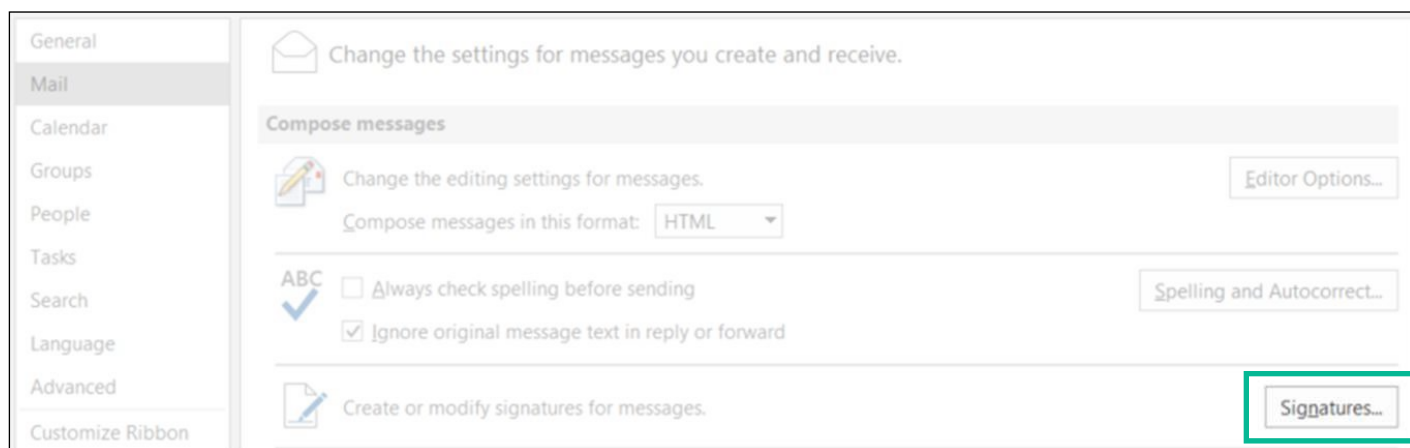 General
Mail
Calendar
Groups
People
Tasks
Search
Language
Advanced
Customize Ribbon
Change the settings for messages you create and receive.
Compose messages
Change the editing settings for messages.
Editor Options...
Compose messages in this format: HTML
ABC
Always check spelling before sending
Spelling and Autocorrect...
Ignore original message text in reply or forward
Create or modify signatures for messages.
Signatures...